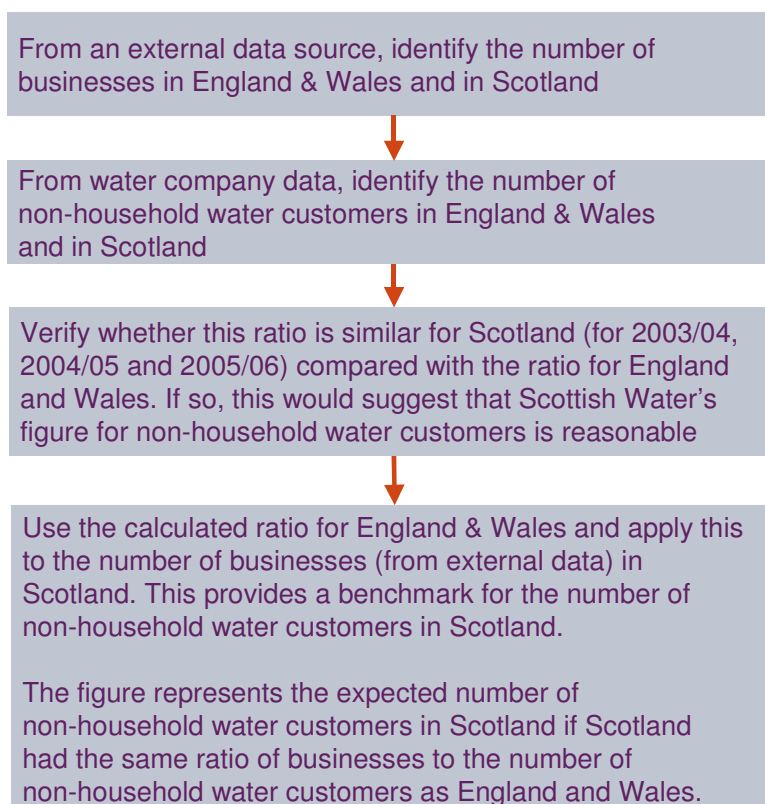 From an external data source, identify the number of
businesses in England & Wales and in Scotland
From water company data, identify the number of
non-household water customers in England & Wales
and in Scotland
Verify whether this ratio is similar for Scotland (for 2003/04,
2004/05 and 2005/06) compared with the ratio for England
and Wales. If so, this would suggest that Scottish Water's
figure for non-household water customers is reasonable
Use the calculated ratio for England & Wales and apply this
to the number of businesses (from external data) in
Scotland. This provides a benchmark for the number of
non-household water customers in Scotland.
The figure represents the expected number of
non-household water customers in Scotland if Scotland
had the same ratio of businesses to the number of
non-household water customers as England and Wales.